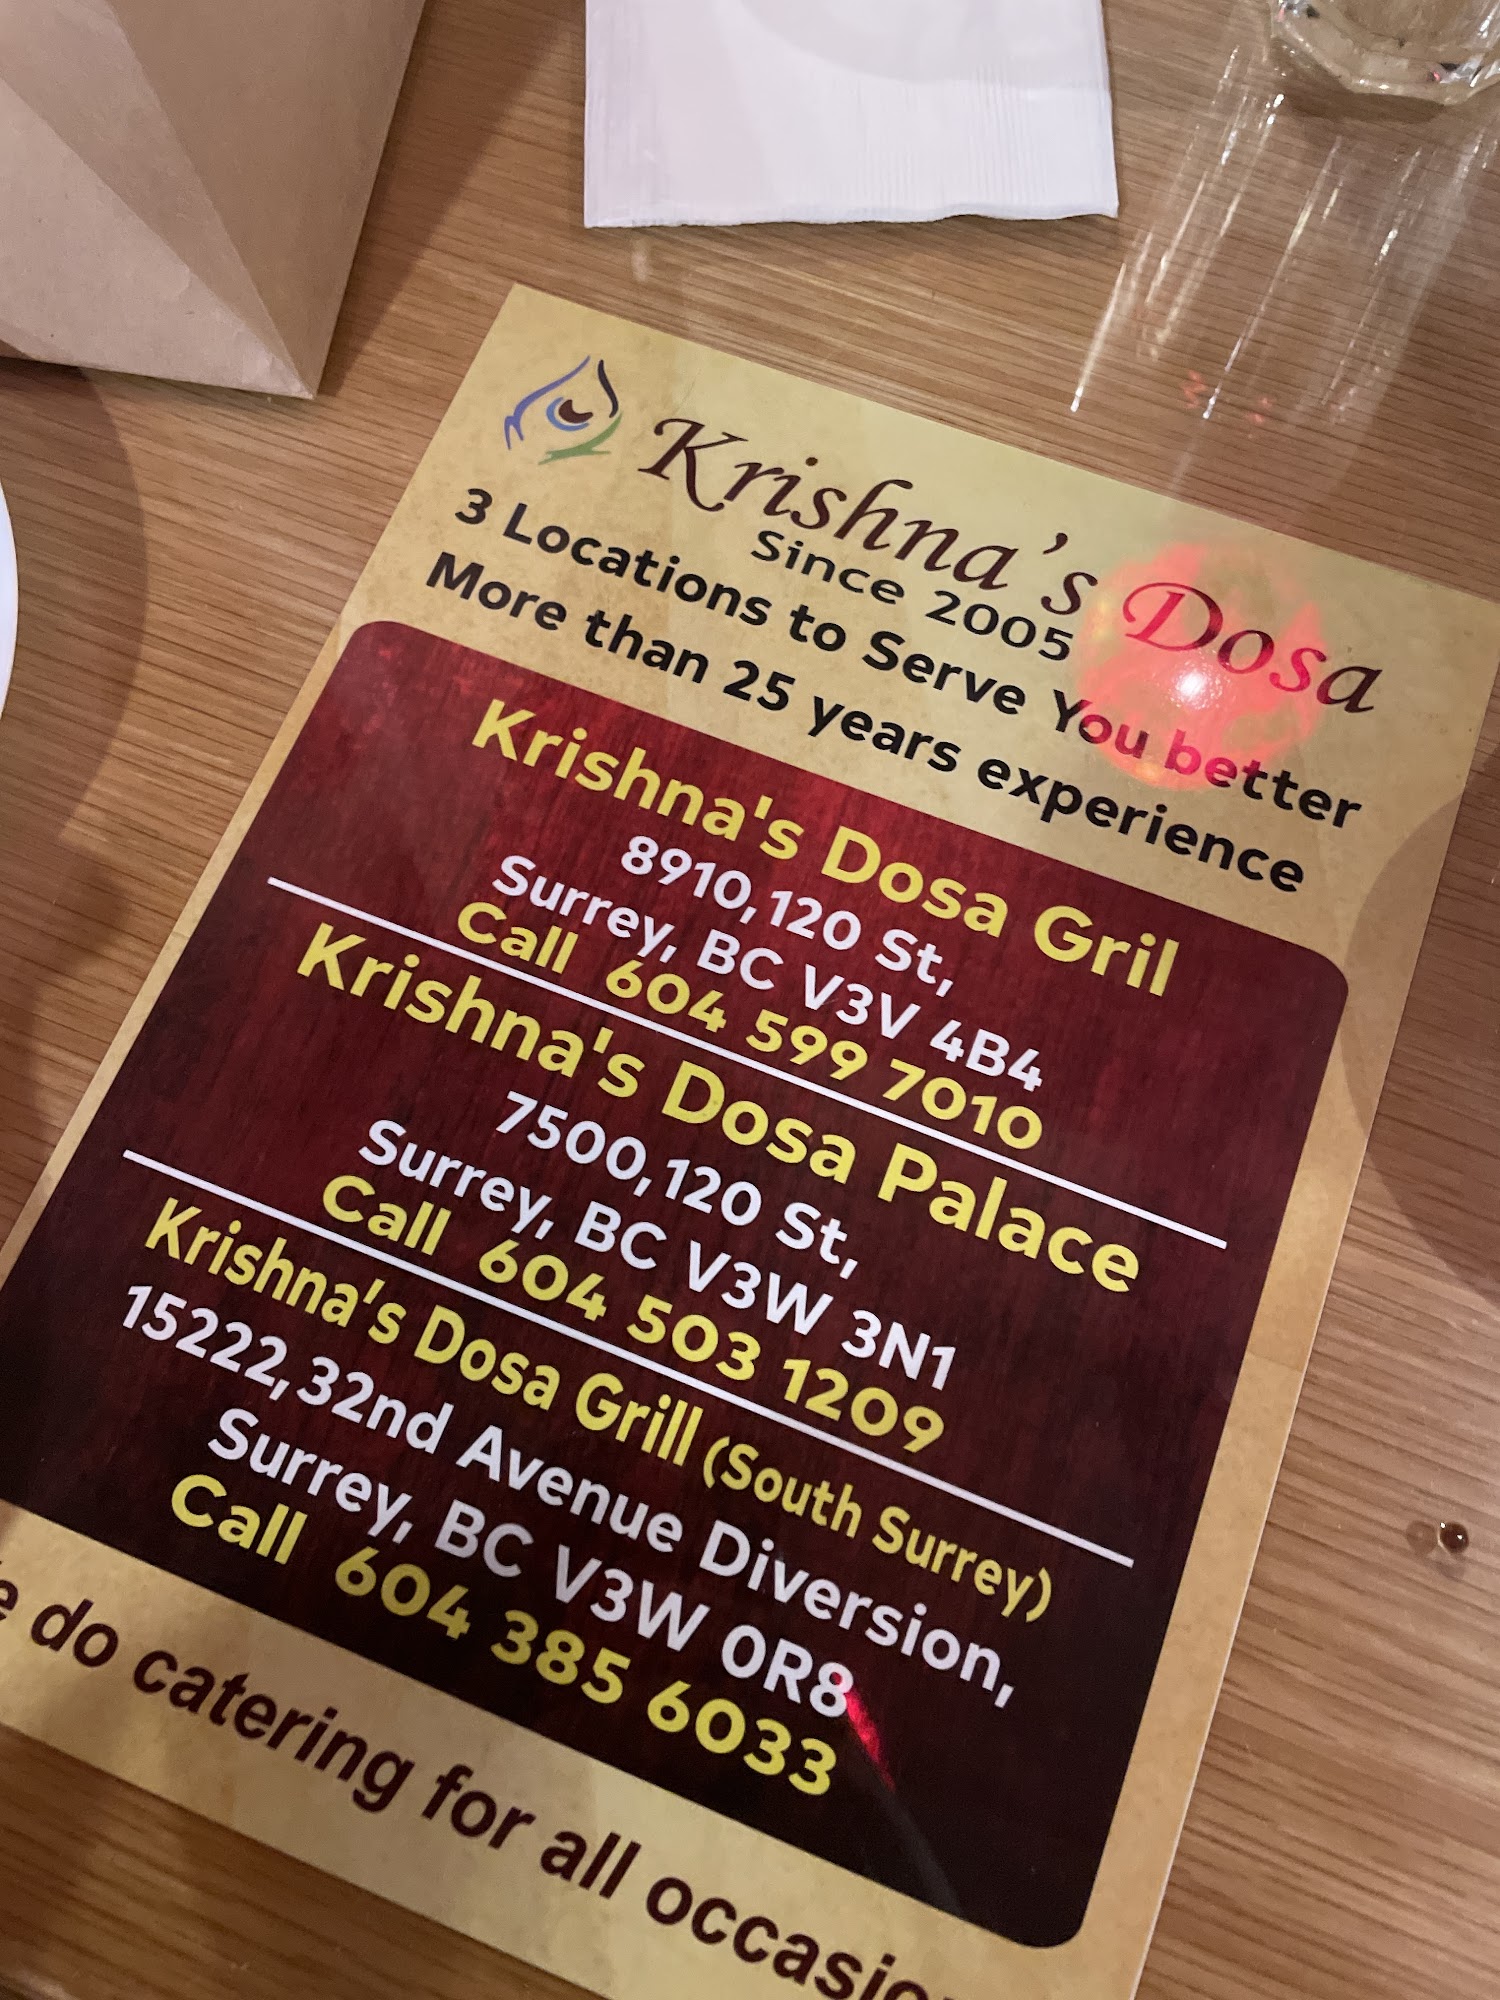 Krishna's Dosa
Since 2005
3 Locations to Serve You better
More than 25 years experience
Krishna's Dosa Gril
8910,120 St,
Surrey, BC V3V 4B4
Call 604 599 7010
Krishna's Dosa Palace
7500,120 St,
Surrey, BC V3W 3N1
Call 604 503 1209
Krishna's Dosa Grill (South Surrey)
15222,32nd Avenue Diversion,
Surrey, BC V3W 0R8
Call 604 385 6033
do catering for all